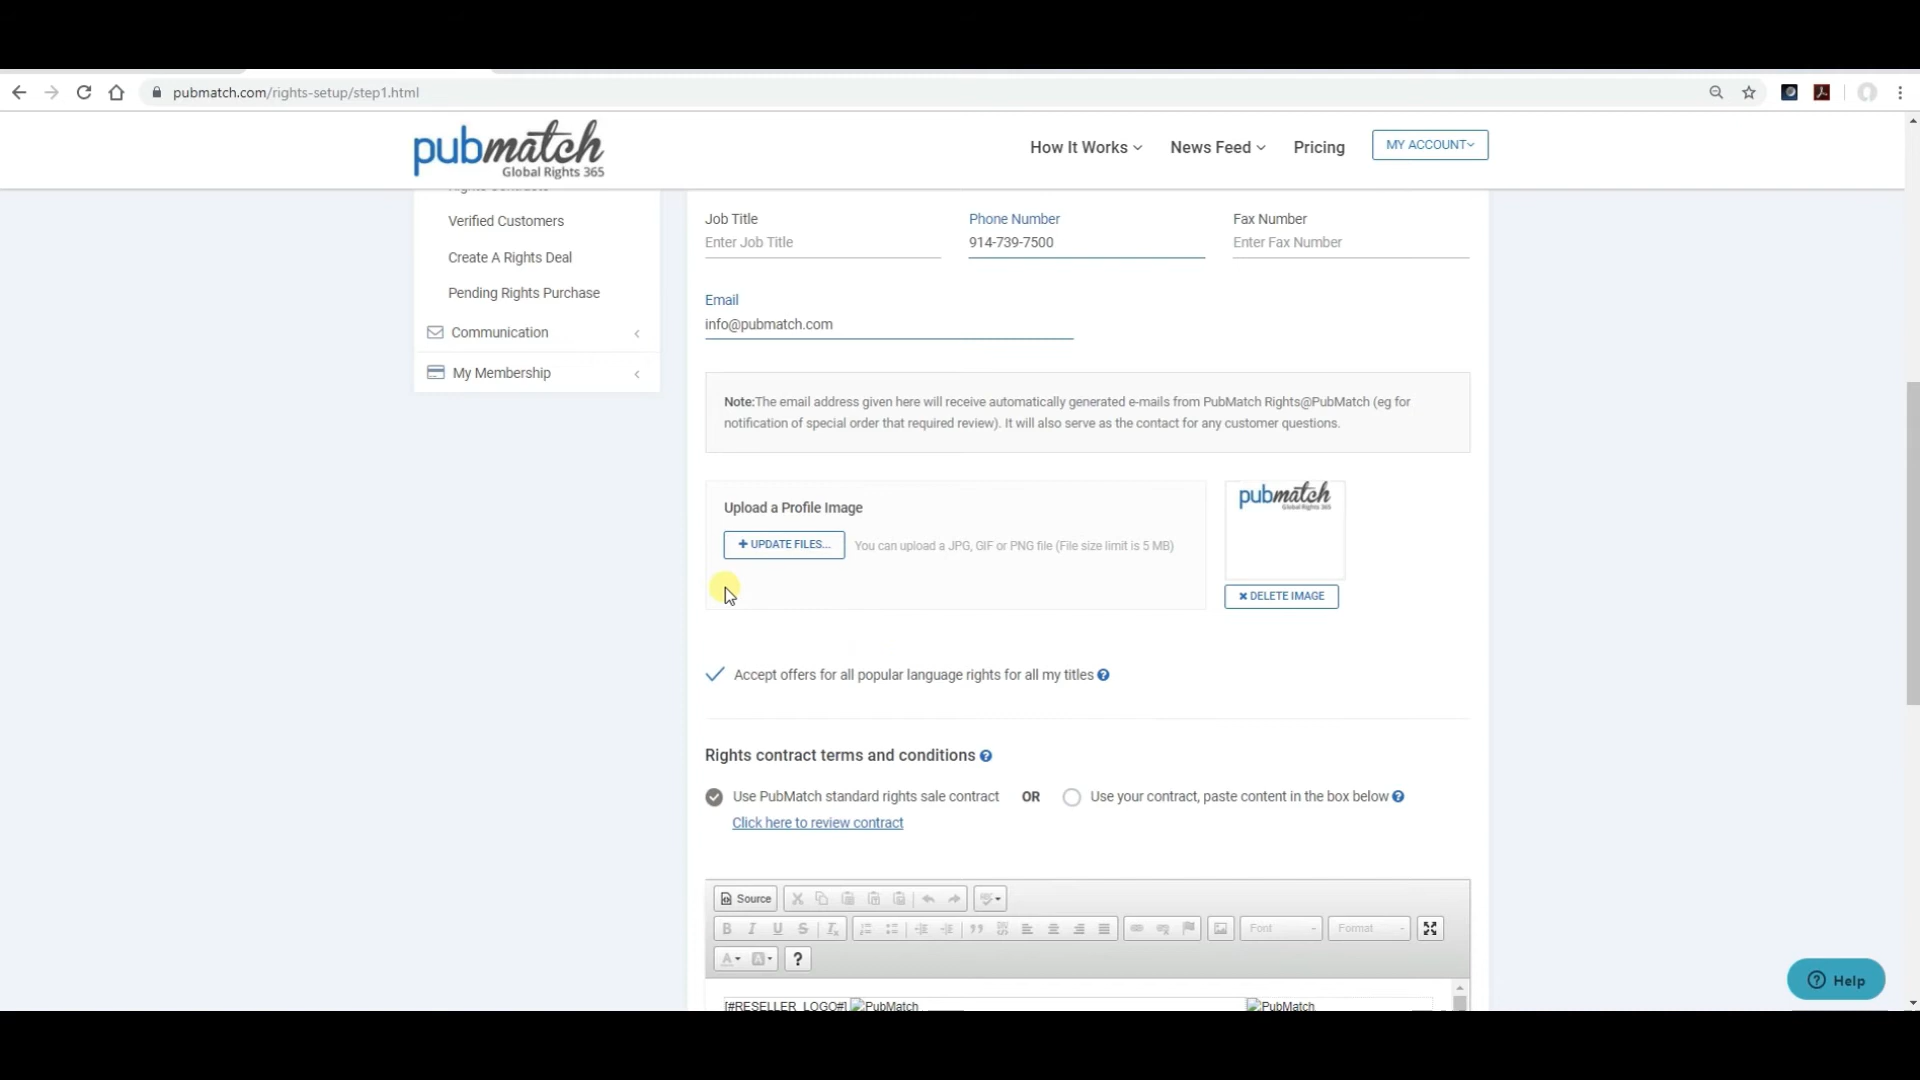 pubmatch.com/rights-setup/step1.html
pubmatch
Global Rights 365
How It Works
News Feed
Pricing
MY ACCOUNT
Rights Contracts
Verified Customers
Create A Rights Deal
Pending Rights Purchase
Communication
My Membership
Job Title
Enter Job Title
Phone Number
914-739-7500
Fax Number
Enter Fax Number
Email
info@pubmatch.com
Note:The email address given here will receive automatically generated e-mails from PubMatch Rights@PubMatch (eg for
notification of special order that required review). It will also serve as the contact for any customer questions.
Upload a Profile Image
UPDATE FILES...
You can upload a JPG, GIF or PNG file (File size limit is 5 MB)
pubmatch
Global Rights 365
DELETE IMAGE
Accept offers for all popular language rights for all my titles
Rights contract terms and conditions
Use PubMatch standard rights sale contract
OR
Use your contract, paste content in the box below
Click here to review contract
Source
Font
Format
[#RESELLER_LOGO#]
PubMatch
PubMatch
Help